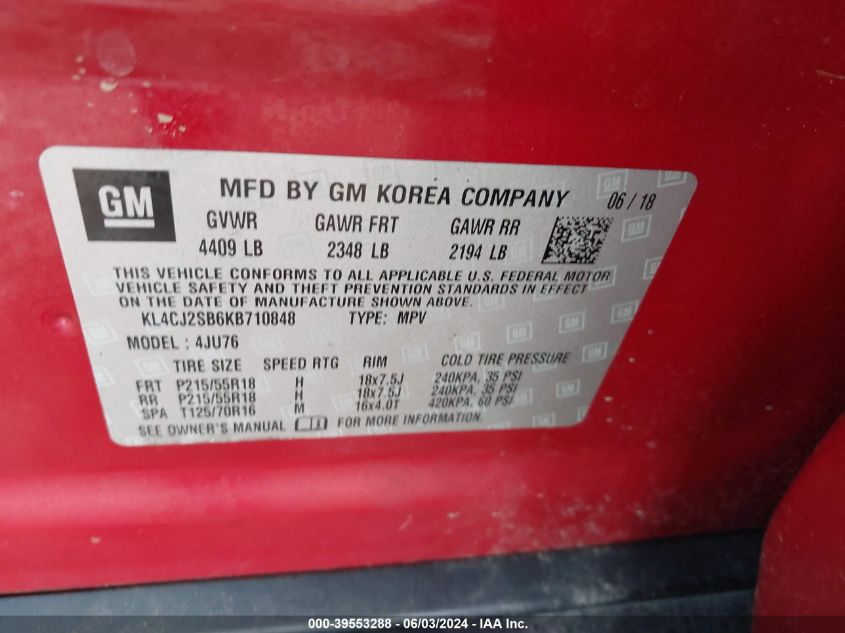 GM
MFD BY GM KOREA COMPANY 06 / 18
GVWR GAWR FRT GAWR RR
4409 LB 2348 LB 2194 LB
THIS VEHICLE CONFORMS TO ALL APPLICABLE U.S. FEDERAL MOTOR
VEHICLE SAFETY AND THEFT PREVENTION STANDARDS IN EFFECT
ON THE DATE OF MANUFACTURE SHOWN ABOVE.
KL4CJ2SB6KB710848 TYPE: MPV
MODEL : 4JU76
TIRE SIZE SPEED RTG RIM COLD TIRE PRESSURE
FRT P215/55R18 H 18x7.5J 240KPA, 35 PSI
RR P215/55R18 H 18x7.5J 240KPA, 35 PSI
SPA T125/70R16 M 16x4.0T 420KPA, 60 PSI
SEE OWNER'S MANUAL FOR MORE INFORMATION.
000-39553288 - 06/03/2024 - IAA Inc.